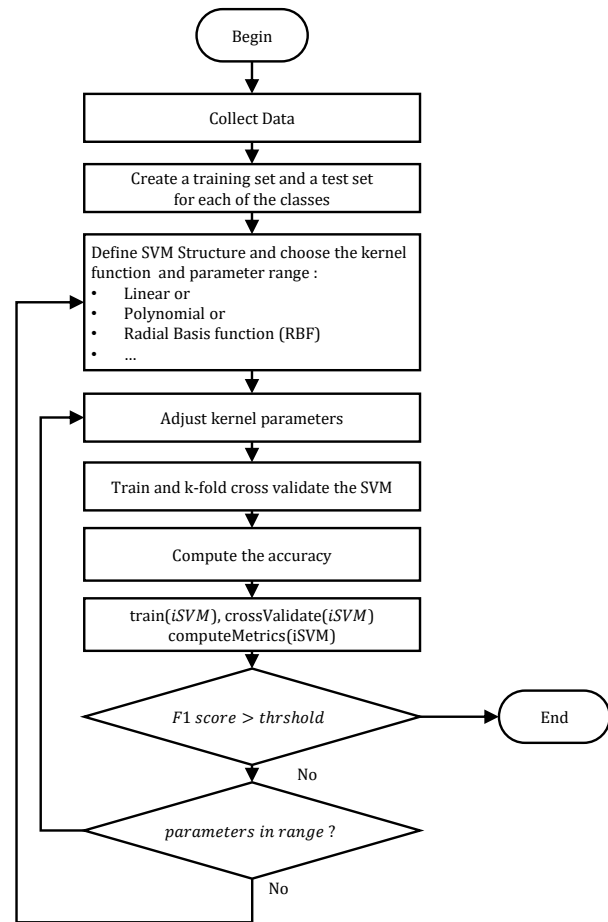 Begin
Collect Data
Create a training set and a test set
for each of the classes
Define SVM Structure and choose the kernel
function and parameter range :
• Linear or
• Polynomial or
• Radial Basis function (RBF)
• …
Adjust kernel parameters
Train and k-fold cross validate the SVM
Compute the accuracy
train(iSVM), crossValidate(iSVM)
computeMetrics(iSVM)
F1 score > thrshold
End
No
parameters in range ?
No